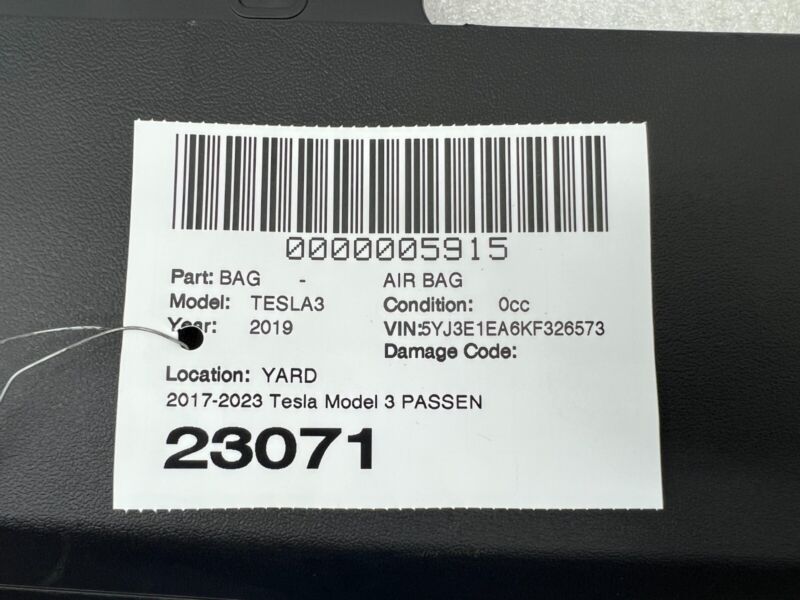 0000005915
Part: BAG - AIR BAG
Model: TESLA3 Condition: 0cc
Year: 2019 VIN:5YJ3E1EA6KF326573
Damage Code:
Location: YARD
2017-2023 Tesla Model 3 PASSEN
23071